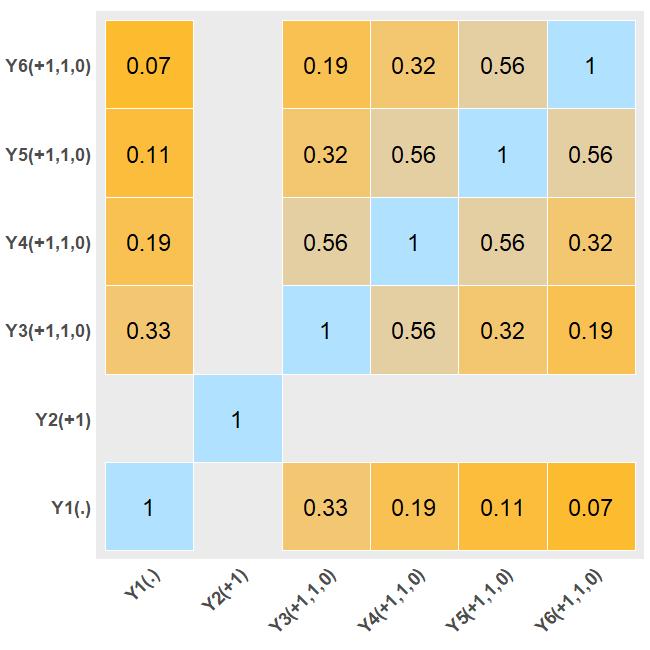 Y6(+1,1,0) 0.07 0.19 0.32 0.56 1
Y5(+1,1,0) 0.11 0.32 0.56 1 0.56
Y4(+1,1,0) 0.19 0.56 1 0.56 0.32
Y3(+1,1,0) 0.33 1 0.56 0.32 0.19
Y2(+1) 1
Y1(.) 1 0.33 0.19 0.11 0.07
Y1(.) Y2(+1) Y3(+1,1,0) Y4(+1,1,0) Y5(+1,1,0) Y6(+1,1,0)